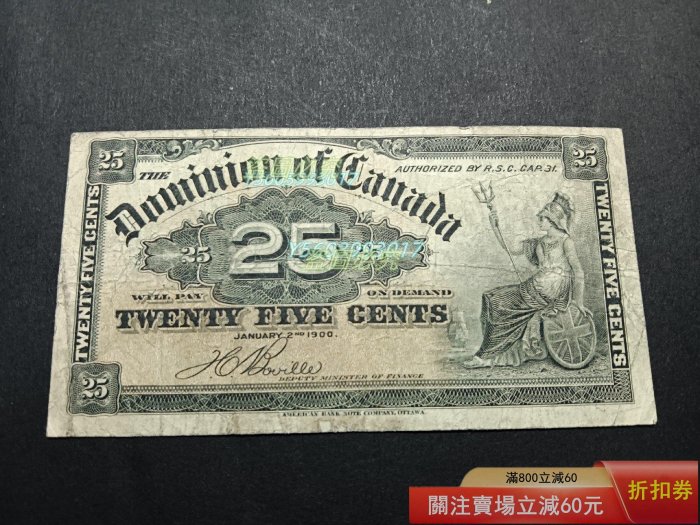 25
25
THE
Dominion of Canada
AUTHORIZED BY R.S.C. CAP. 31.
TWENTY FIVE CENTS
TWENTY FIVE CENTS
25
25
15603993017
WILL PAY
ON DEMAND
TWENTY FIVE CENTS
JANUARY 2ND 1900.
DEPUTY MINISTER OF FINANCE
25
25
AMERICAN BANK NOTE COMPANY, OTTAWA.
滿800立減60
關注賣場立減60元
折扣券